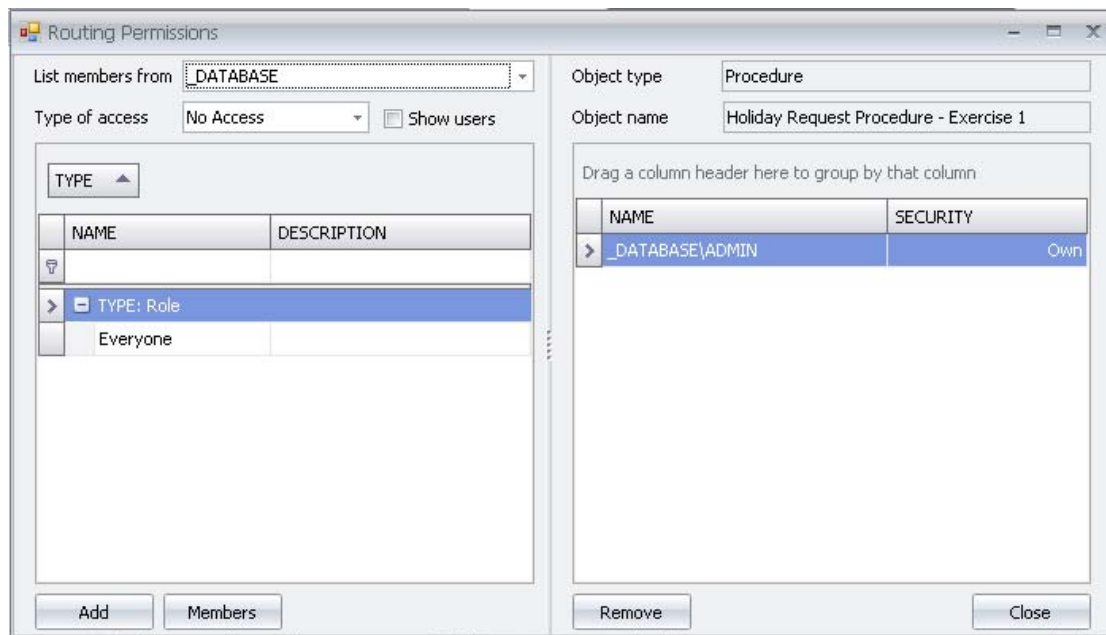 Routing Permissions
List members from _DATABASE
Type of access No Access Show users
TYPE
NAME DESCRIPTION
TYPE: Role
Everyone
Add Members
Object type Procedure
Object name Holiday Request Procedure - Exercise 1
Drag a column header here to group by that column
NAME SECURITY
_DATABASE\ADMIN Own
Remove Close